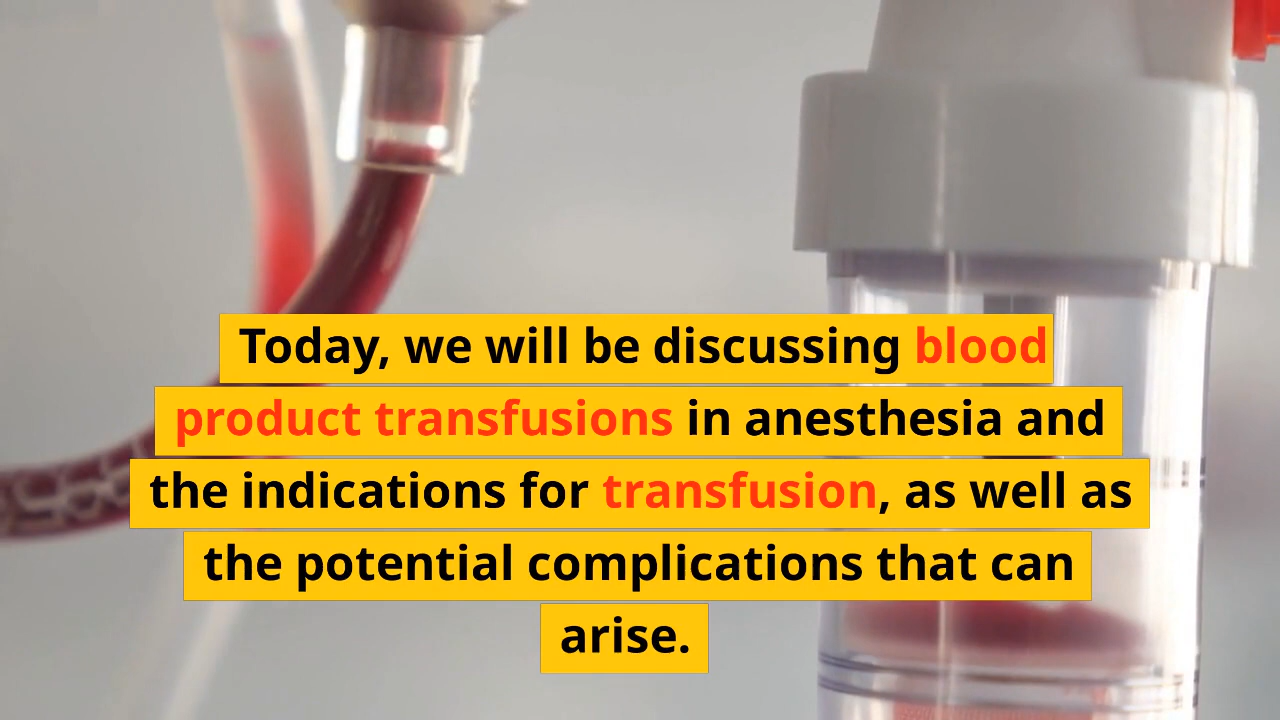 Today, we will be discussing blood
product transfusions in anesthesia and
the indications for transfusion, as well as
the potential complications that can
arise.